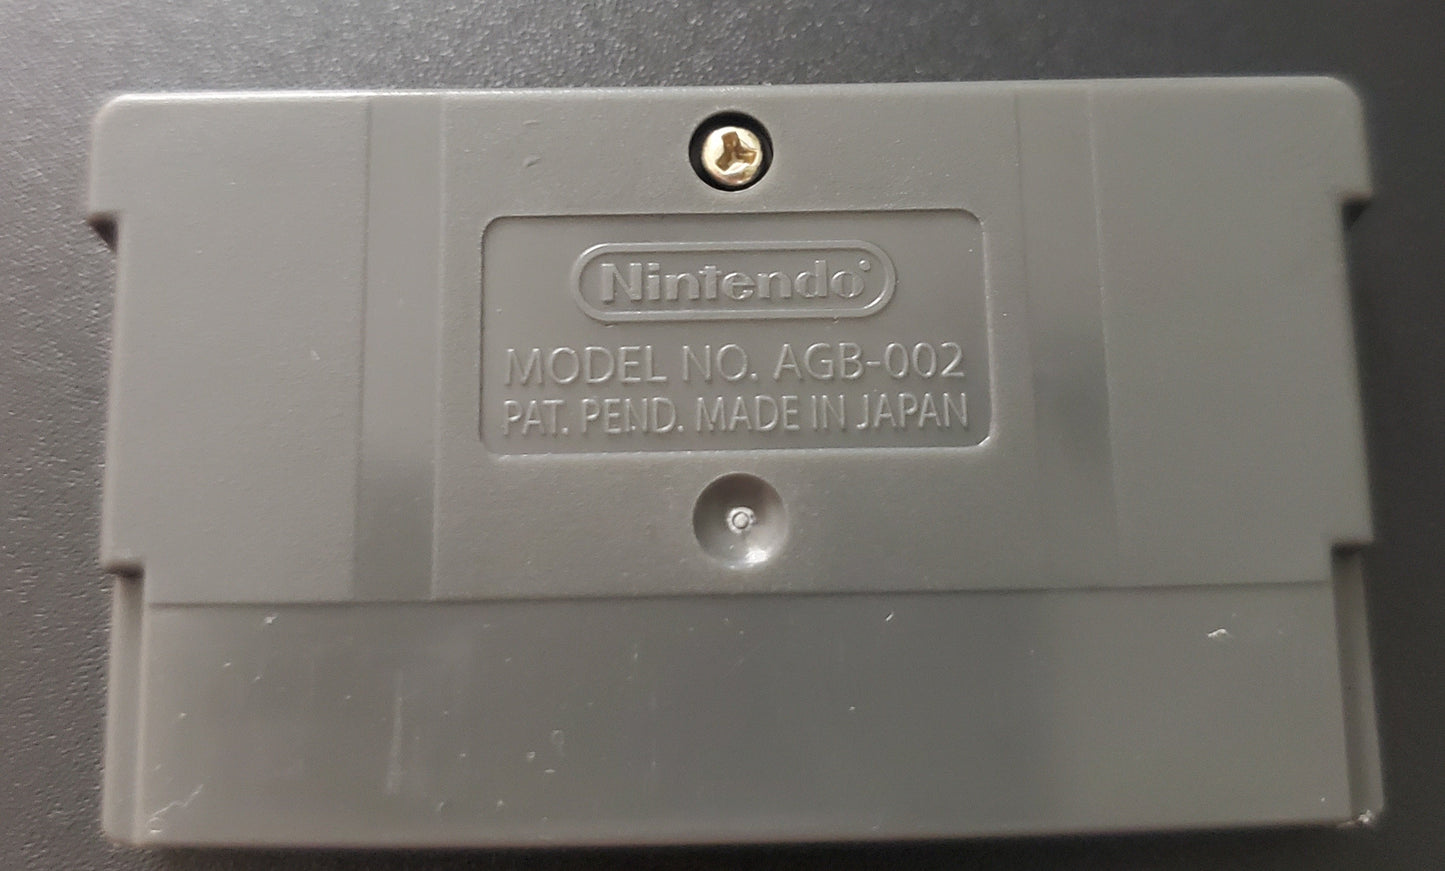 Nintendo
MODEL NO. AGB-002
PAT. PEND. MADE IN JAPAN